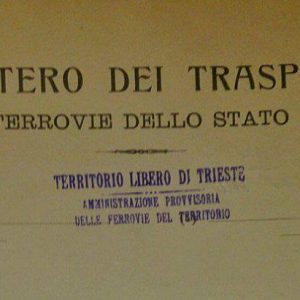 TERO DEI TRASP
FERROVIE DELLO STATO
TERRITORIO LIBERO DI TRIESTE
AMMINISTRAZIONE PROVVISORIA
DELLE FERROVIE DEL TERRITORIO